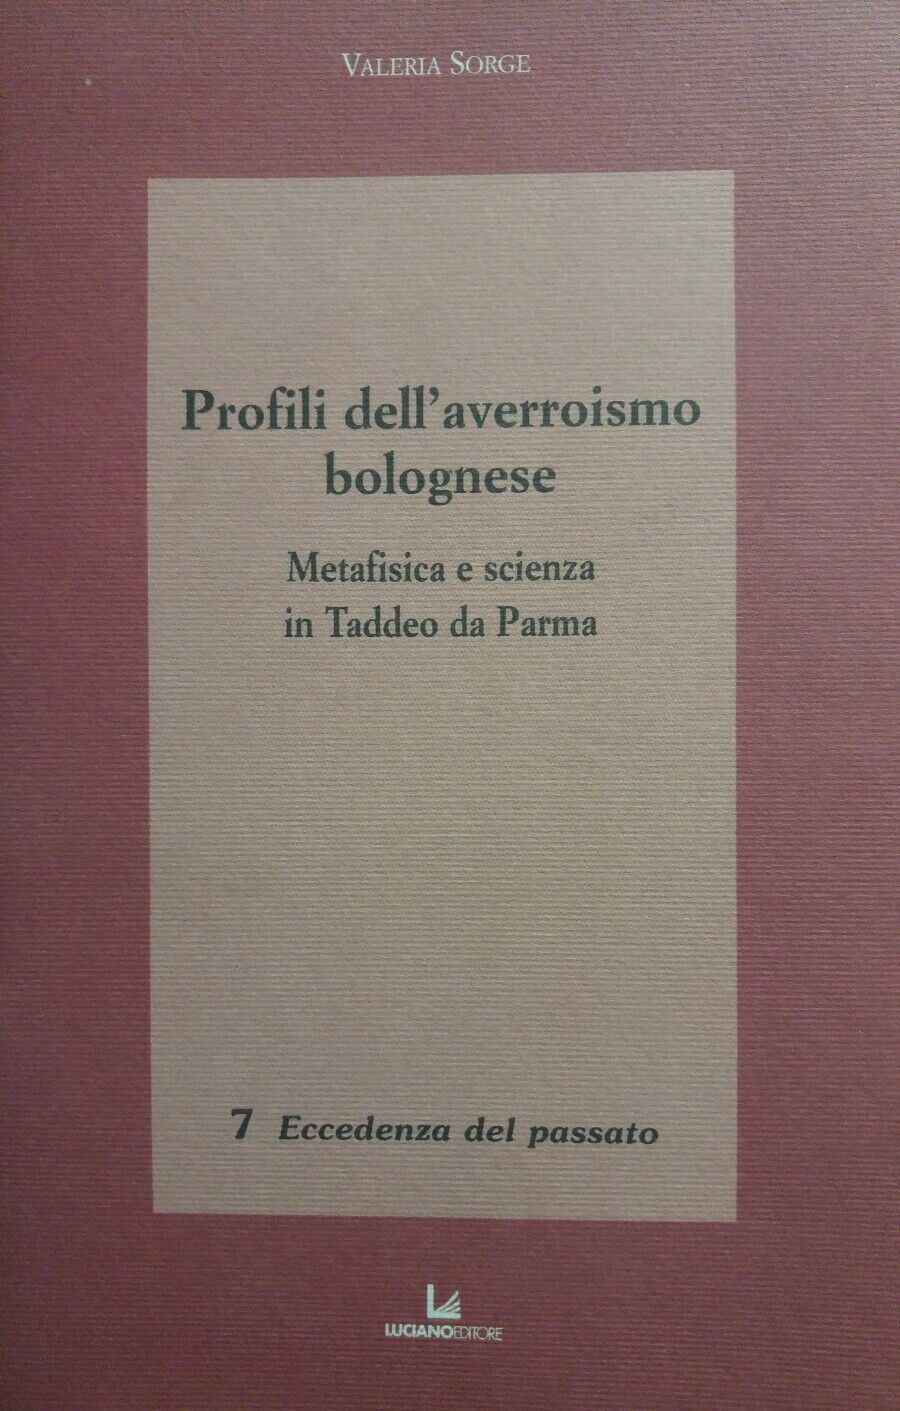 VALERIA SORGE
Profili dell'averroismo
bolognese
Metafisica e scienza
in Taddeo da Parma
7 Eccedenza del passato
LUCIANOEDITORE